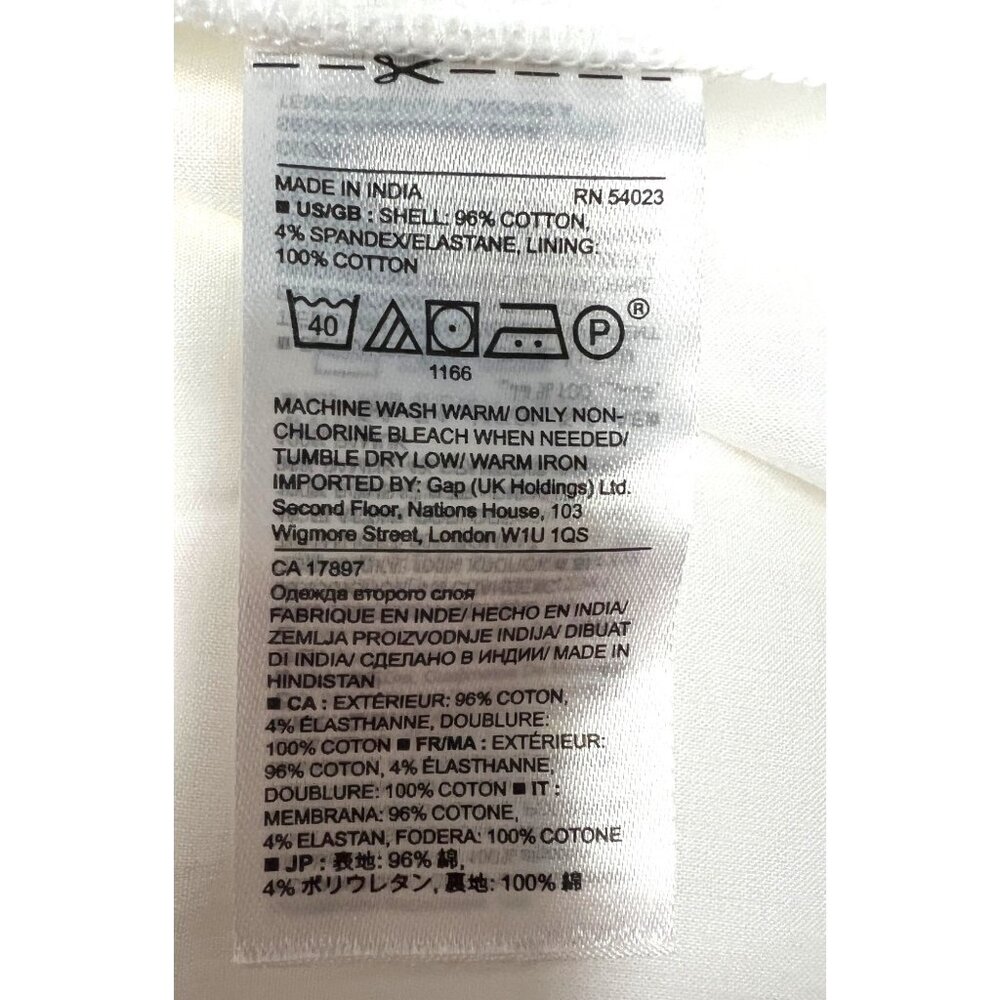 MADE IN INDIA RN 54023
■ US/GB : SHELL: 96% COTTON,
4% SPANDEX/ELASTANE, LINING:
100% COTTON
40 P ®
1166
MACHINE WASH WARM/ ONLY NON-
CHLORINE BLEACH WHEN NEEDED/
TUMBLE DRY LOW/ WARM IRON
IMPORTED BY: Gap (UK Holdings) Ltd.
Second Floor, Nations House, 103
Wigmore Street, London W1U 1QS
CA 17897
Одежда второго слоя
FABRIQUE EN INDE/ HECHO EN INDIA/
ZEMLJA PROIZVODNJE INDIJA/ DIBUAT
DI INDIA/ СДЕЛАНО В ИНДИИ/ MADE IN
HINDISTAN
■ CA : EXTÉRIEUR: 96% COTON,
4% ÉLASTHANNE, DOUBLURE:
100% COTON ■ FR/MA : EXTÉRIEUR:
96% COTON, 4% ÉLASTHANNE,
DOUBLURE: 100% COTON ■ IT :
MEMBRANA: 96% COTONE,
4% ELASTAN, FODERA: 100% COTONE
■ JP : 表地: 96% 綿,
4% ポリウレタン, 裏地: 100% 綿